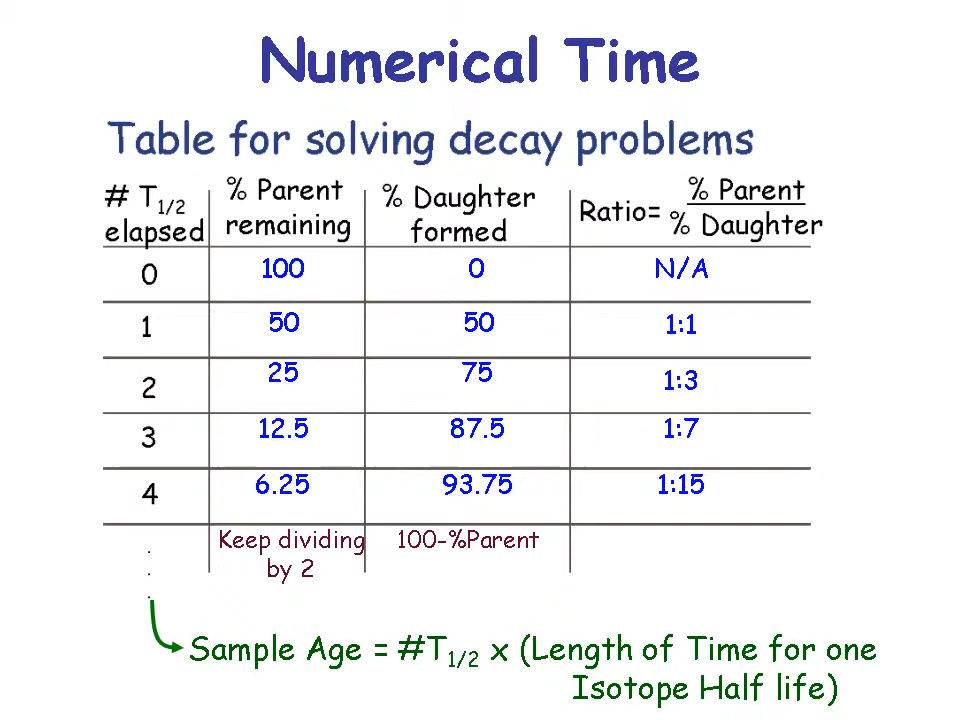 Numerical Time
Table for solving decay problems
# T1/2 elapsed % Parent remaining % Daughter formed Ratio= % Parent / % Daughter
0 100 0 N/A
1 50 50 1:1
2 25 75 1:3
3 12.5 87.5 1:7
4 6.25 93.75 1:15
. Keep dividing 100-%Parent
. by 2
.
Sample Age = #T1/2 x (Length of Time for one
Isotope Half life)